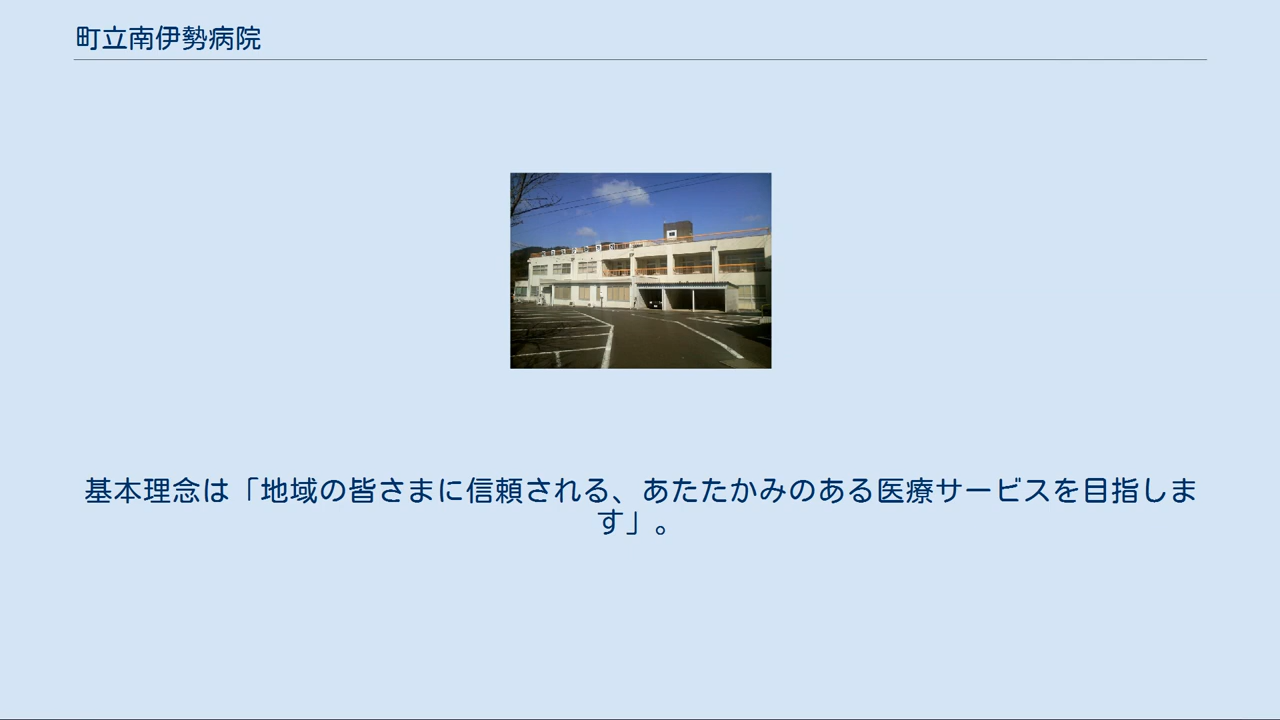 町立南伊勢病院
基本理念は「地域の皆さまに信頼される、あたたかみのある医療サービスを目指しま
す」。